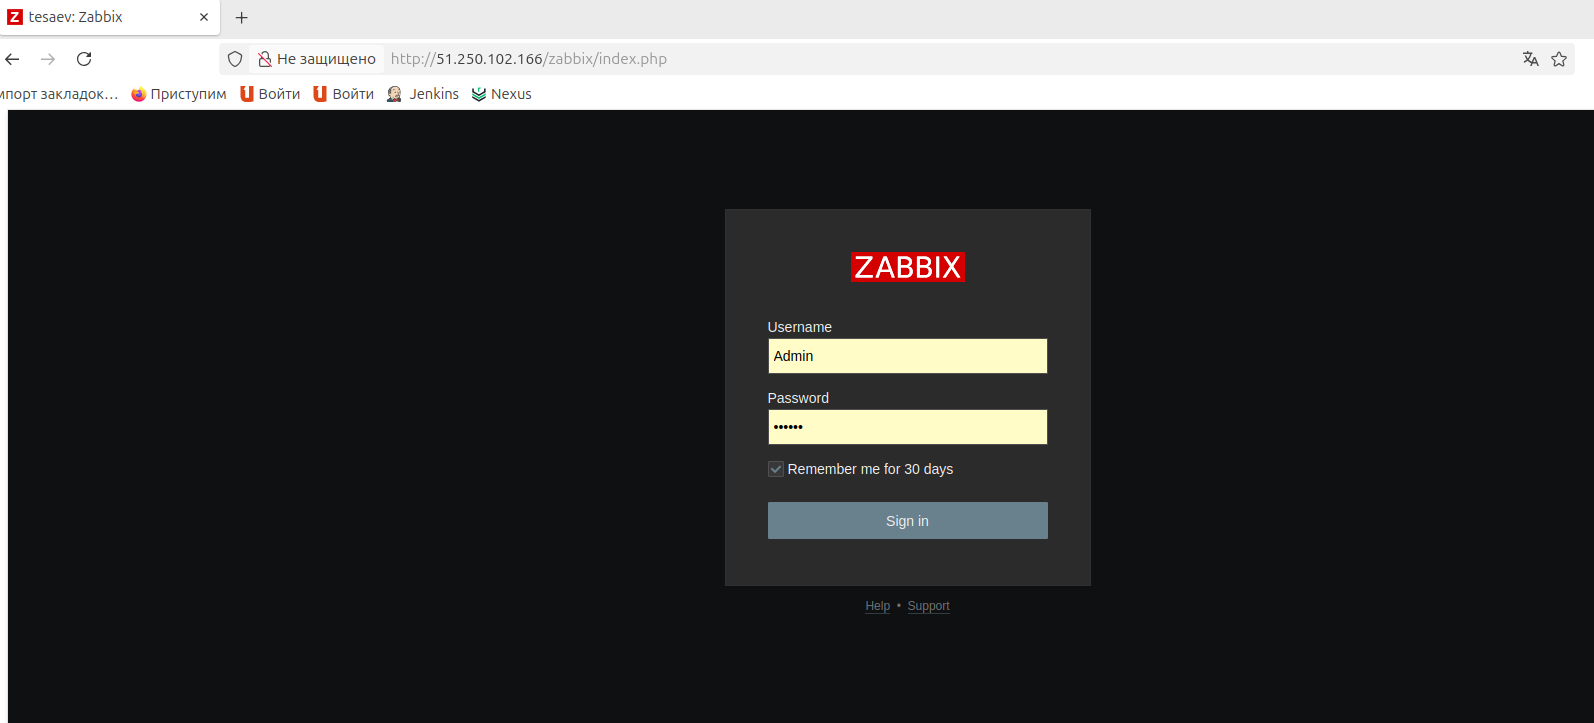 Z tesaev: Zabbix
Не защищено http://51.250.102.166/zabbix/index.php
мпорт закладок… Приступим Войти Войти Jenkins Nexus
ZABBIX
Username
Admin
Password
••••••
Remember me for 30 days
Sign in
Help • Support